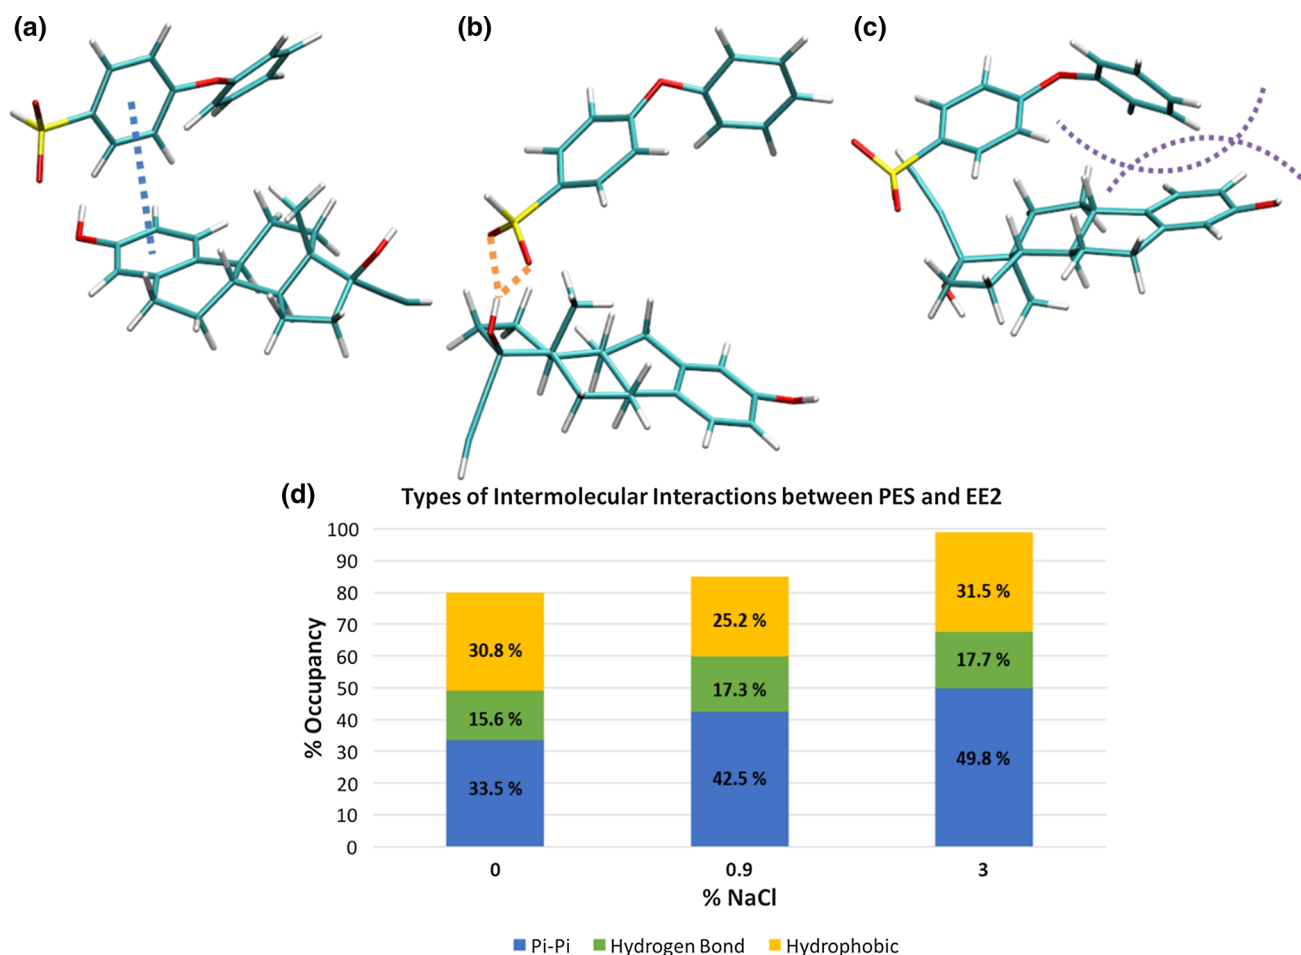 (a)
(b)
(c)
(d)
Types of Intermolecular Interactions between PES and EE2
% Occupancy
100
90
80
70
60
50
40
30
20
10
0
30.8 %
15.6 %
33.5 %
25.2 %
17.3 %
42.5 %
31.5 %
17.7 %
49.8 %
0
0.9
3
% NaCl
Pi-Pi
Hydrogen Bond
Hydrophobic